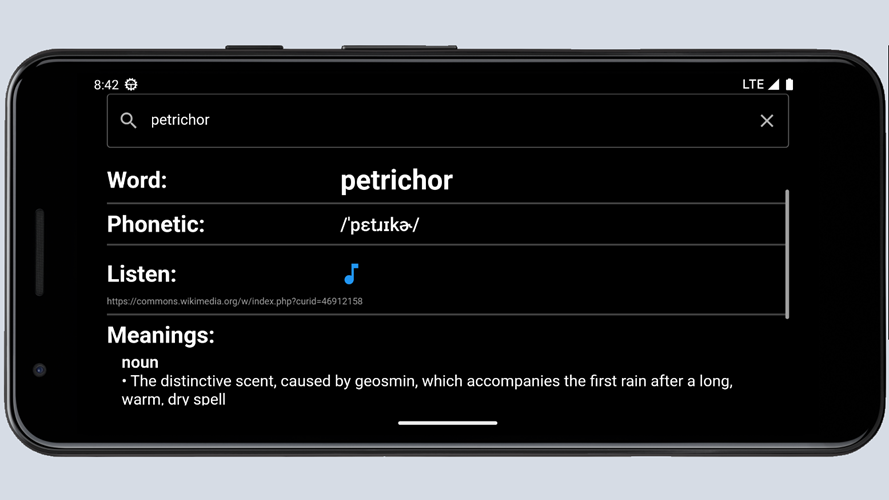 8:42 LTE
petrichor
Word: petrichor
Phonetic: /ˈpɛtɹɪkɚ/
Listen:
https://commons.wikimedia.org/w/index.php?curid=46912158
Meanings:
noun
• The distinctive scent, caused by geosmin, which accompanies the first rain after a long,
warm, dry spell